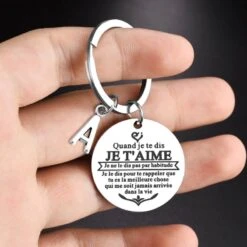 A
Quand je te dis
JE T'AIME
Je ne le dis pas par habitude
Je le dis pour te rappeler que
tu es la meilleure chose
qui me soit jamais arrivée
dans la vie